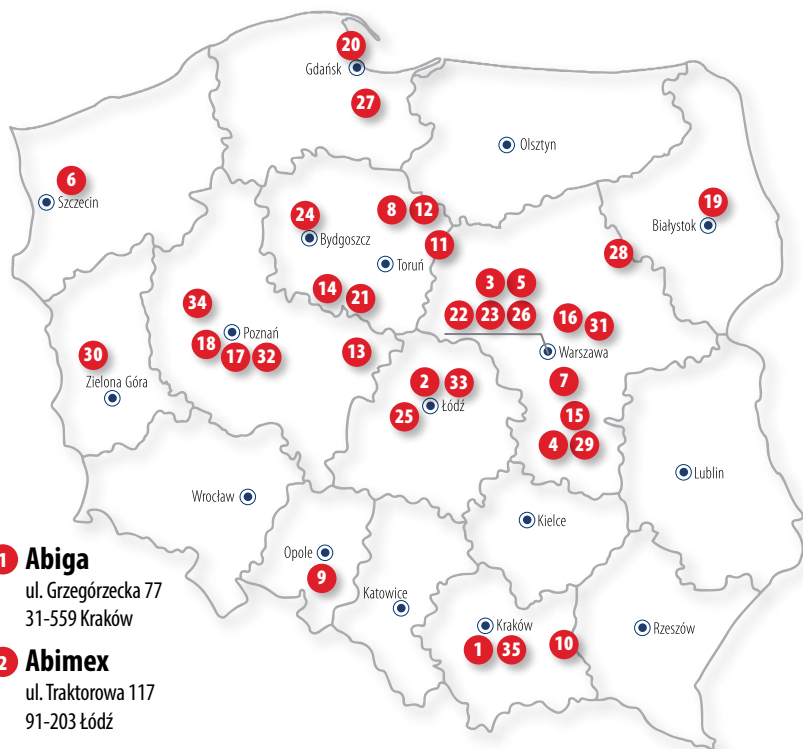 20
Gdańsk
27
Olsztyn
6
Szczecin
19
Białystok
8 12
24
Bydgoszcz
11
Toruń
28
3 5
14
21
34
22 23 26
16
31
Poznań
18
17 32
13
Warszawa
30
Zielona Góra
2 33
7
Łódź
25
15
4 29
Lublin
Wrocław
Kielce
Opole
9
Katowice
Kraków
1 35
10
Rzeszów
1 Abiga
ul. Grzegórzecka 77
31-559 Kraków
2 Abimex
ul. Traktorowa 117
91-203 Łódź